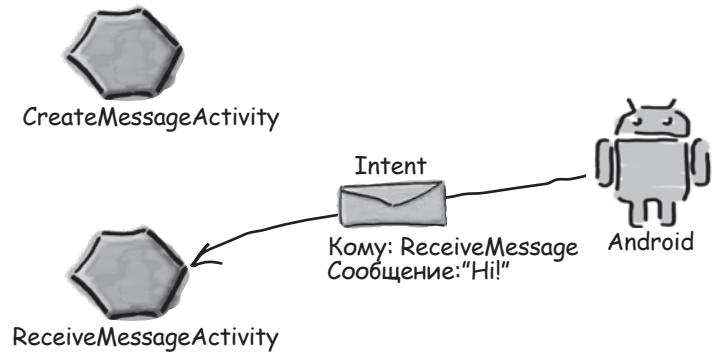 CreateMessageActivity
Intent
Кому: ReceiveMessage
Сообщение:"Hi!"
Android
ReceiveMessageActivity